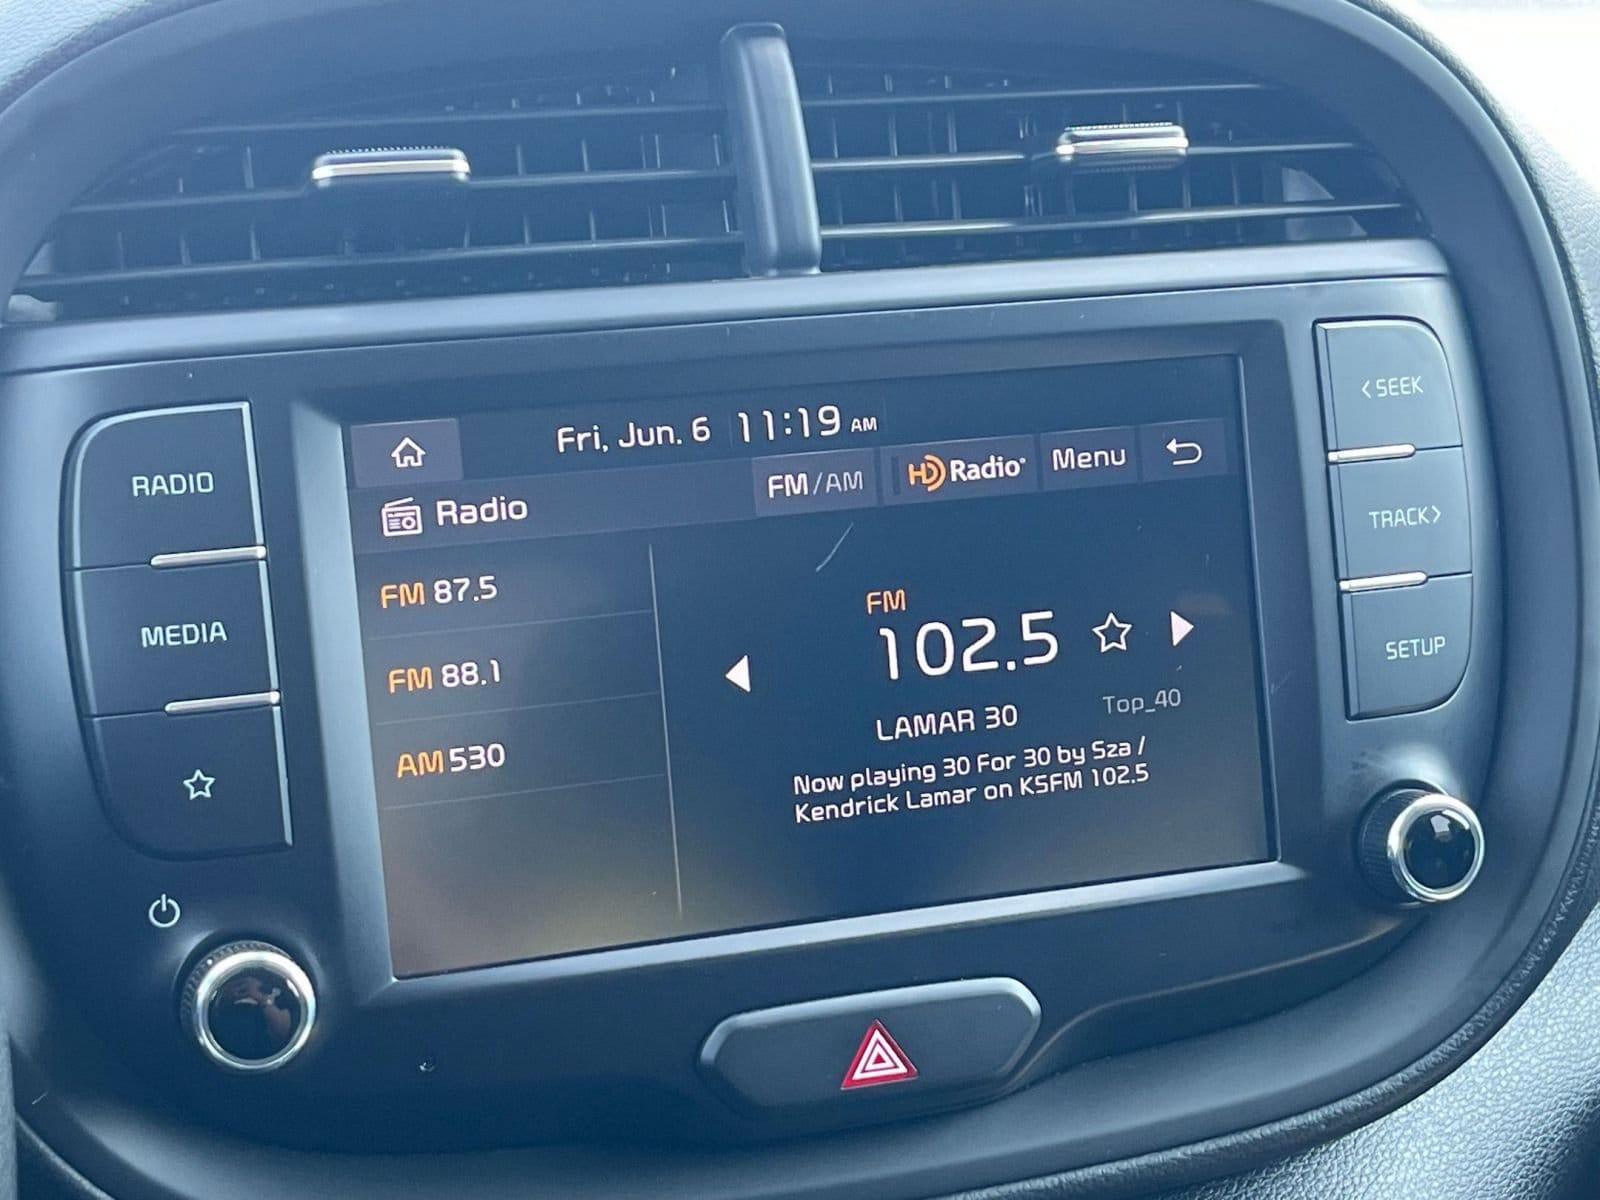 Fri, Jun. 6 11:19 AM
Radio
FM/AM
HD Radio
Menu
FM 87.5
FM 88.1
AM 530
FM
102.5
LAMAR 30
Top_40
Now playing 30 For 30 by Sza /
Kendrick Lamar on KSFM 102.5
RADIO
MEDIA
< SEEK
TRACK >
SETUP